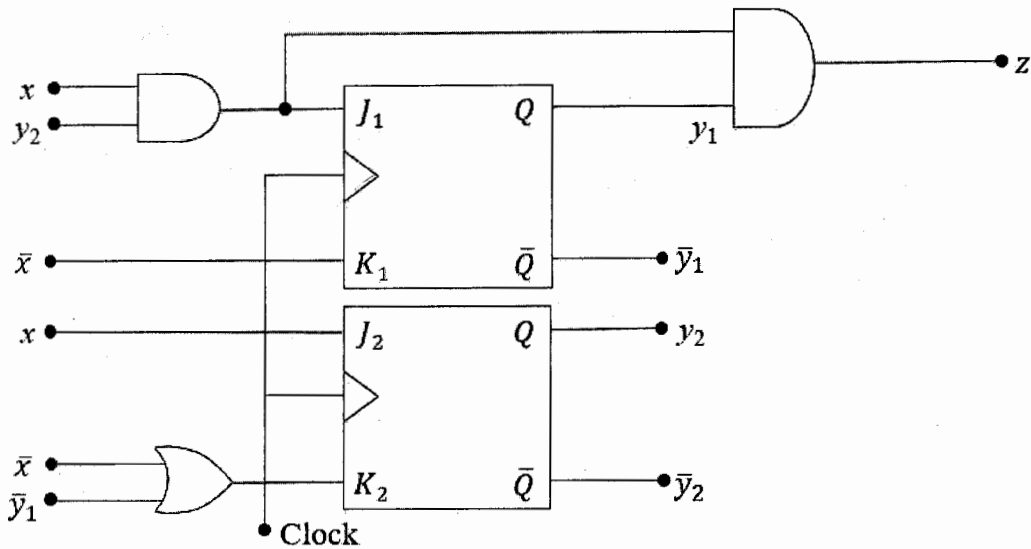 x
y₂
J₁ Q
y₁
z
x̄
K₁ Q̄
ȳ₁
x
J₂ Q
y₂
x̄
ȳ₁
K₂ Q̄
ȳ₂
Clock